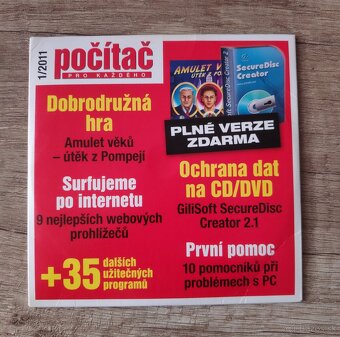 1/2011
počítač
PRO KAŽDÉHO
AMULET VĚKŮ
SecureDisc
Creator
PLNÉ VERZE
ZDARMA
Dobrodružná
hra
Amulet věků
– útěk z Pompejí
Surfujeme
po internetu
9 nejlepších webových
prohlížečů
+35 dalších
užitečných
programů
Ochrana dat
na CD/DVD
GiliSoft SecureDisc
Creator 2.1
První pomoc
10 pomocníků při
problémech s PC